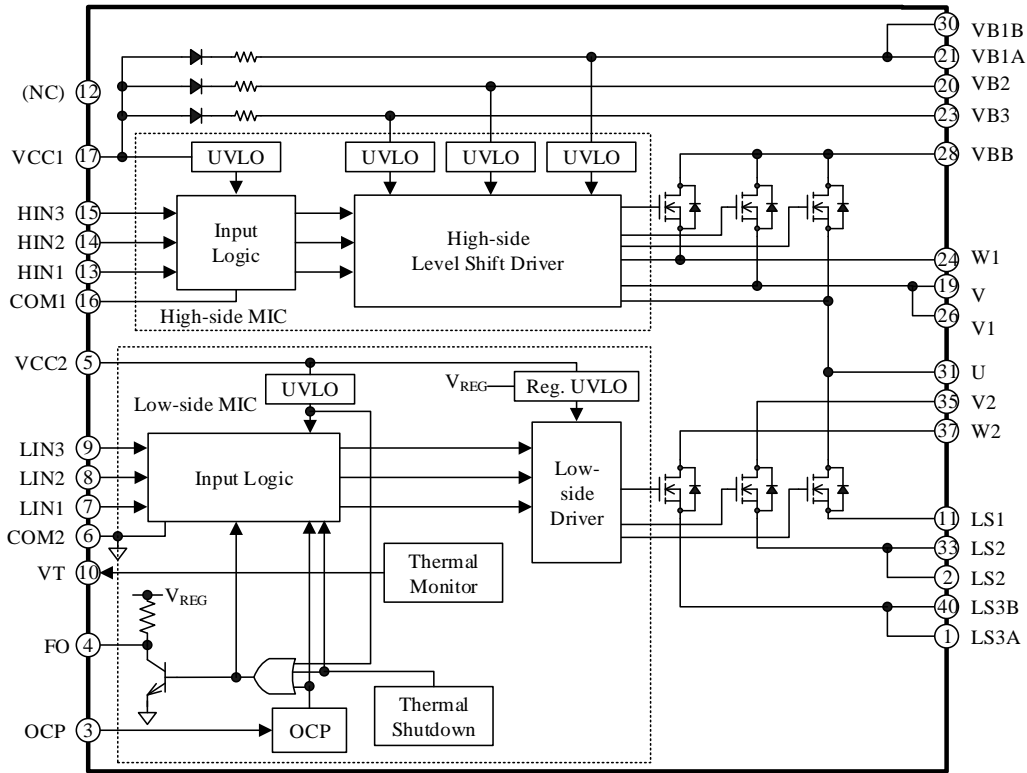 30 VB1B
21 VB1A
(NC) 12
20 VB2
23 VB3
VCC1 17
UVLO
UVLO
UVLO
UVLO
28 VBB
HIN3 15
HIN2 14
HIN1 13
COM1 16
Input
Logic
High-side
Level Shift Driver
High-side MIC
24 W1
19 V
26 V1
VCC2 5
UVLO
VREG
Reg. UVLO
31 U
35 V2
37 W2
Low-side MIC
LIN3 9
LIN2 8
LIN1 7
COM2 6
Input Logic
Low-
side
Driver
11 LS1
33 LS2
2 LS2
40 LS3B
1 LS3A
VT 10
Thermal
Monitor
VREG
FO 4
Thermal
Shutdown
OCP 3
OCP